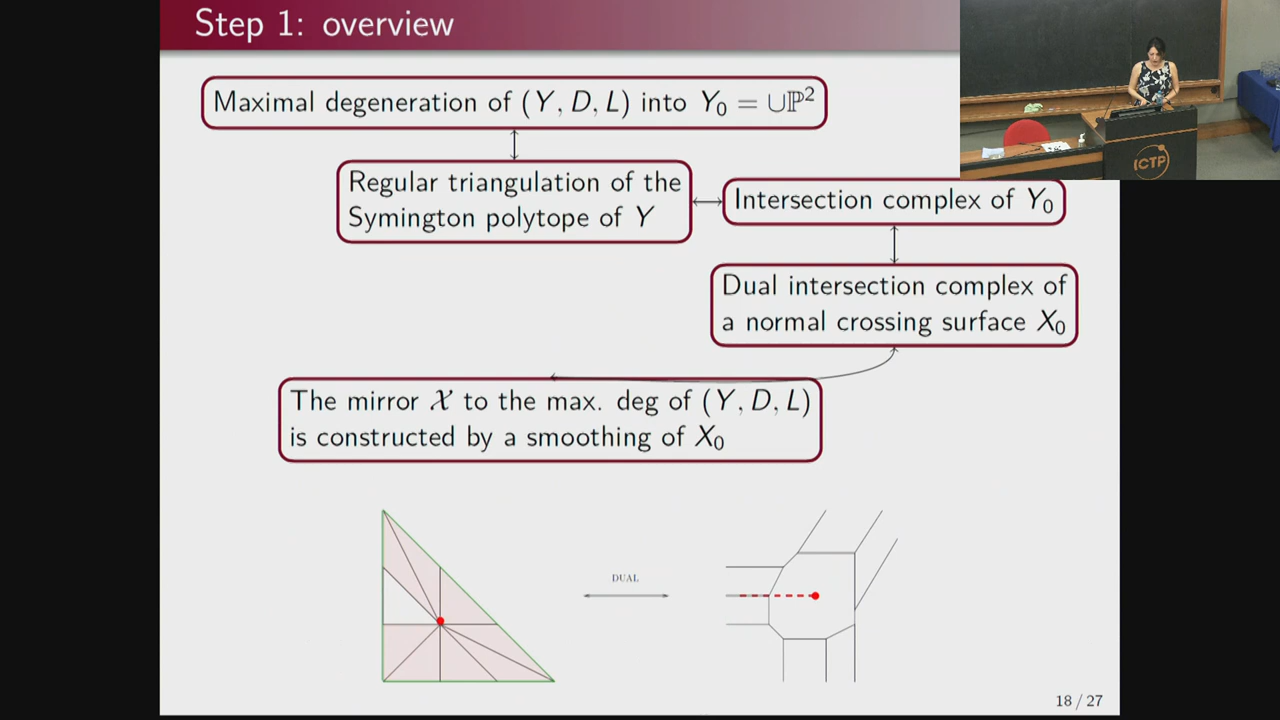 Step 1: overview
Maximal degeneration of (Y, D, L) into Y₀ = ∪ℙ²
Regular triangulation of the
Symington polytope of Y
Intersection complex of Y₀
Dual intersection complex of
a normal crossing surface X₀
The mirror 𝒳 to the max. deg of (Y, D, L)
is constructed by a smoothing of X₀
DUAL
18 / 27
ICTP